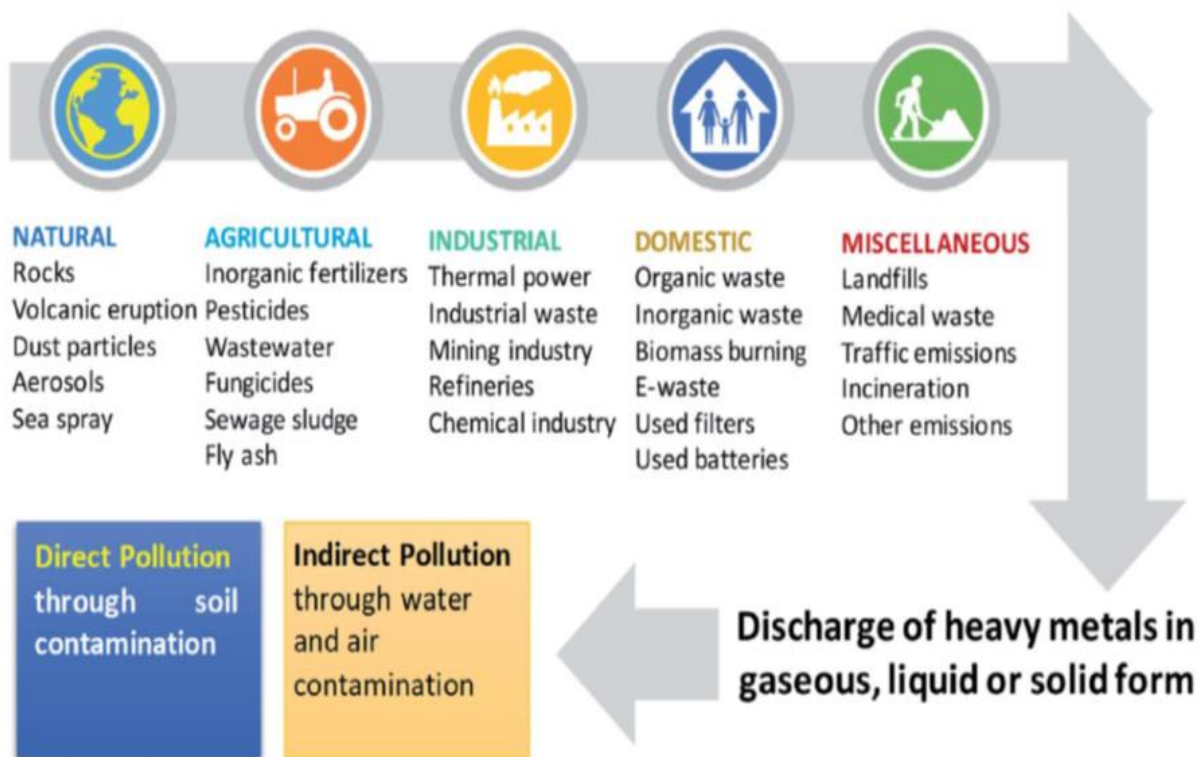 NATURAL
Rocks
Volcanic eruption
Dust particles
Aerosols
Sea spray
AGRICULTURAL
Inorganic fertilizers
Pesticides
Wastewater
Fungicides
Sewage sludge
Fly ash
INDUSTRIAL
Thermal power
Industrial waste
Mining industry
Refineries
Chemical industry
DOMESTIC
Organic waste
Inorganic waste
Biomass burning
E-waste
Used filters
Used batteries
MISCELLANEOUS
Landfills
Medical waste
Traffic emissions
Incineration
Other emissions
Discharge of heavy metals in
gaseous, liquid or solid form
Direct Pollution
through soil
contamination
Indirect Pollution
through water
and air
contamination